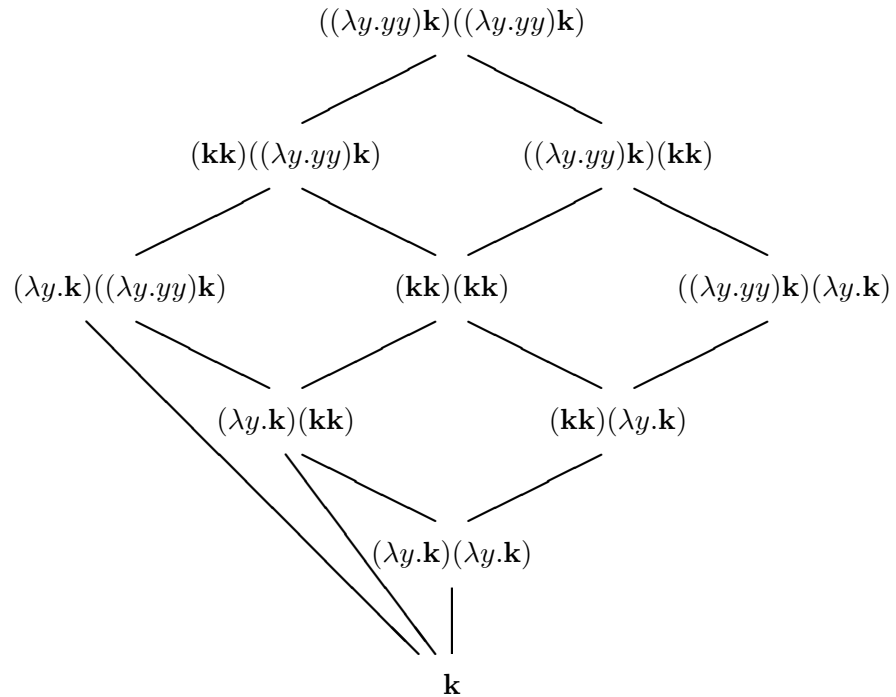 ((λy.yy)k)((λy.yy)k)
(kk)((λy.yy)k) ((λy.yy)k)(kk)
(λy.k)((λy.yy)k) (kk)(kk) ((λy.yy)k)(λy.k)
(λy.k)(kk) (kk)(λy.k)
(λy.k)(λy.k)
k